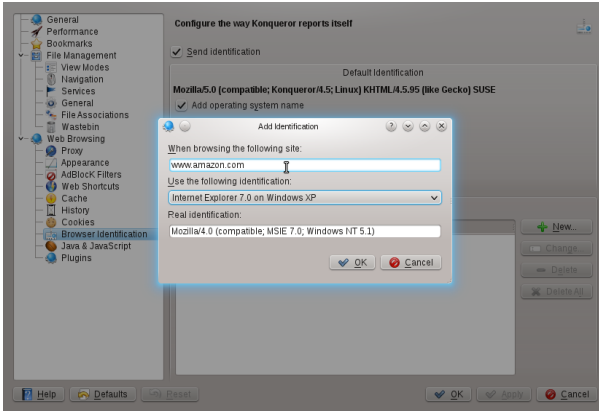 General
Performance
Bookmarks
File Management
View Modes
Navigation
Services
General
File Associations
Wastebin
Web Browsing
Proxy
Appearance
AdBlocK Filters
Web Shortcuts
Cache
History
Cookies
Browser Identification
Java & JavaScript
Plugins
Configure the way Konqueror reports itself
Send identification
Default Identification
Mozilla/5.0 (compatible; Konqueror/4.5; Linux) KHTML/4.5.95 (like Gecko) SUSE
Add operating system name
Add Identification
When browsing the following site:
www.amazon.com
Use the following identification:
Internet Explorer 7.0 on Windows XP
Real identification:
Mozilla/4.0 (compatible; MSIE 7.0; Windows NT 5.1)
OK Cancel
New...
Change...
Delete
Delete All
Help Defaults Reset OK Apply Cancel